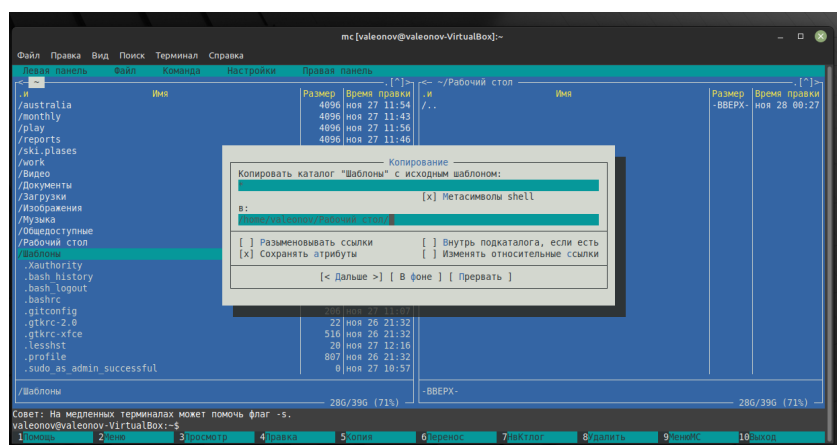 mc [valeonov@valeonov-VirtualBox]:~
Файл Правка Вид Поиск Терминал Справка
Левая панель Файл Команда Настройки Правая панель
<- ~ .[^]> <- ~/Рабочий стол .[^]>
.и Имя Размер Время правки .и Имя Размер Время правки
/australia 4096 ноя 27 11:54 /.. -ВВЕРХ- ноя 28 00:27
/monthly 4096 ноя 27 11:43
/play 4096 ноя 27 11:56
/reports 4096 ноя 27 11:46
/ski.plases
/work
/Видео
/Документы
/Загрузки
/Изображения
/Музыка
/Общедоступные
/Рабочий стол
/Шаблоны
.Xauthority
.bash_history
.bash_logout
.bashrc
.gitconfig 206 ноя 27 11:07
.gtkrc-2.0 22 ноя 26 21:32
.gtkrc-xfce 516 ноя 26 21:32
.lesshst 20 ноя 27 12:16
.profile 807 ноя 26 21:32
.sudo_as_admin_successful 0 ноя 27 10:57
Копирование
Копировать каталог "Шаблоны" с исходным шаблоном:
*
[x] Метасимволы shell
в:
/home/valeonov/Рабочий стол/
[ ] Разыменовывать ссылки [ ] Внутрь подкаталога, если есть
[x] Сохранять атрибуты [ ] Изменять относительные ссылки
[< Дальше >] [ В фоне ] [ Прервать ]
/Шаблоны -ВВЕРХ-
28G/39G (71%) 28G/39G (71%)
Совет: На медленных терминалах может помочь флаг -s.
valeonov@valeonov-VirtualBox:~$
1Помощь 2Меню 3Просмотр 4Правка 5Копия 6Перенос 7НвКтлог 8Удалить 9МенюMC 10Выход